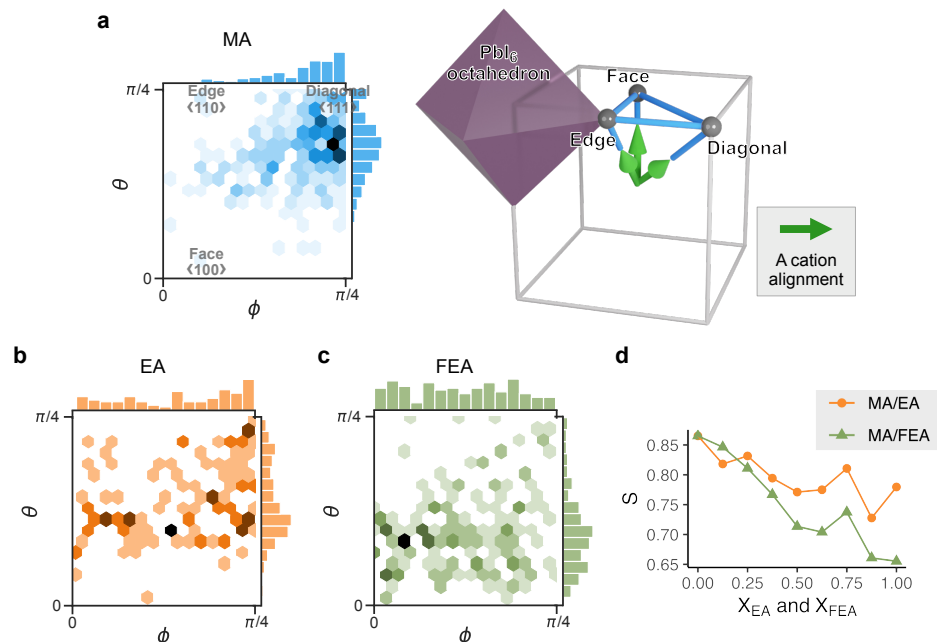 a
MA
π/4
Edge
⟨110⟩
Diagonal
⟨111⟩
θ
Face
⟨100⟩
0
0
π/4
ϕ
PbI₆
octahedron
Face
Edge
Diagonal
A cation
alignment
b
EA
π/4
θ
0
0
π/4
ϕ
c
FEA
π/4
θ
0
0
π/4
ϕ
d
MA/EA
MA/FEA
0.85
0.80
0.75
0.70
0.65
S
0.00 0.25 0.50 0.75 1.00
X_EA and X_FEA